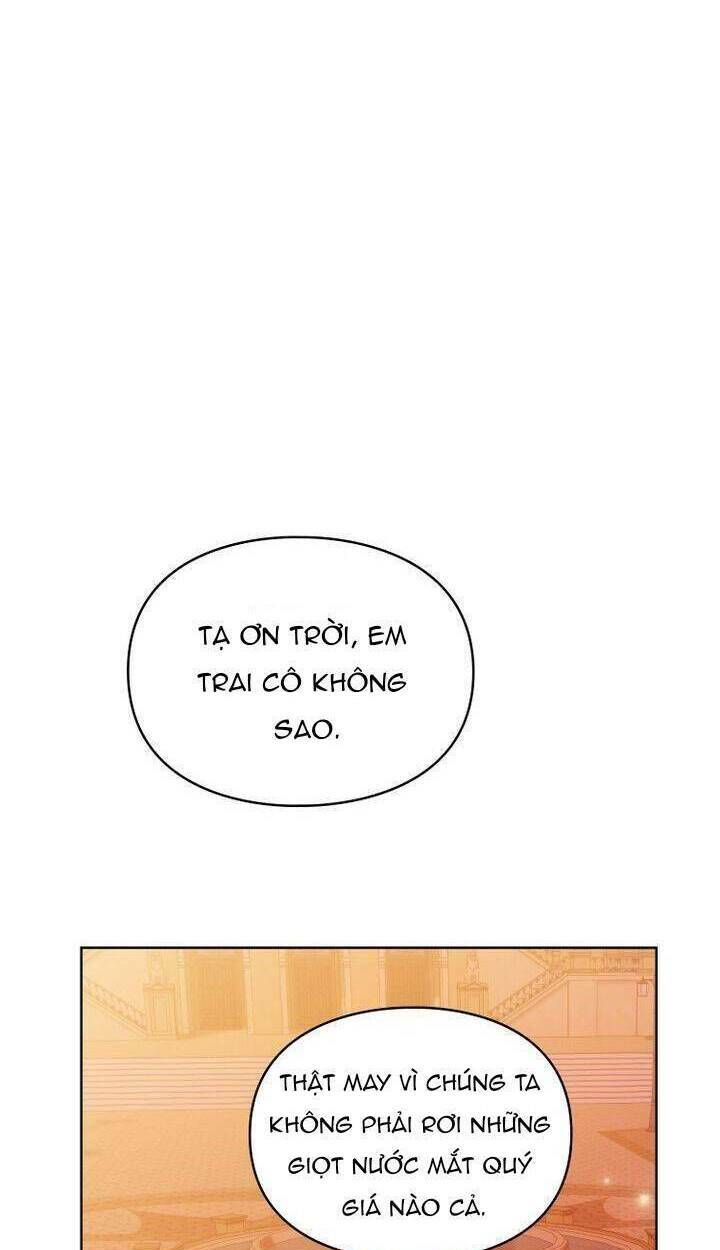 TẠ ƠN TRỜI, EM
TRAI CÔ KHÔNG
SAO.
THẬT MAY VÌ CHÚNG TA
KHÔNG PHẢI RƠI NHỮNG
GIỌT NƯỚC MẮT QUÝ
GIÁ NÀO CẢ.